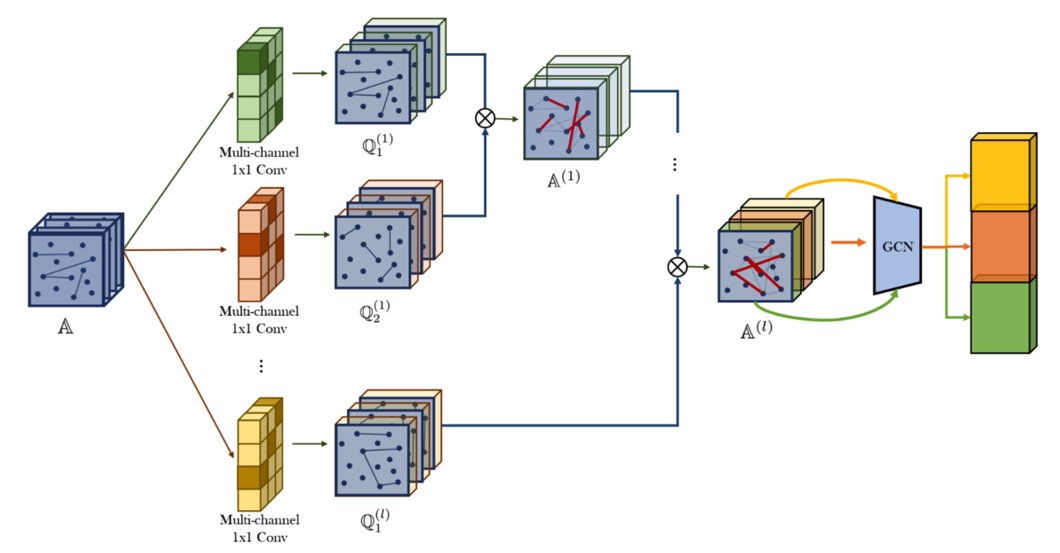 Multi-channel
1x1 Conv
ℚ₁⁽¹⁾
⊗
𝔸⁽¹⁾
⋮
Multi-channel
1x1 Conv
ℚ₂⁽¹⁾
𝔸
⋮
⊗
𝔸⁽ˡ⁾
GCN
Multi-channel
1x1 Conv
ℚ₁⁽ˡ⁾